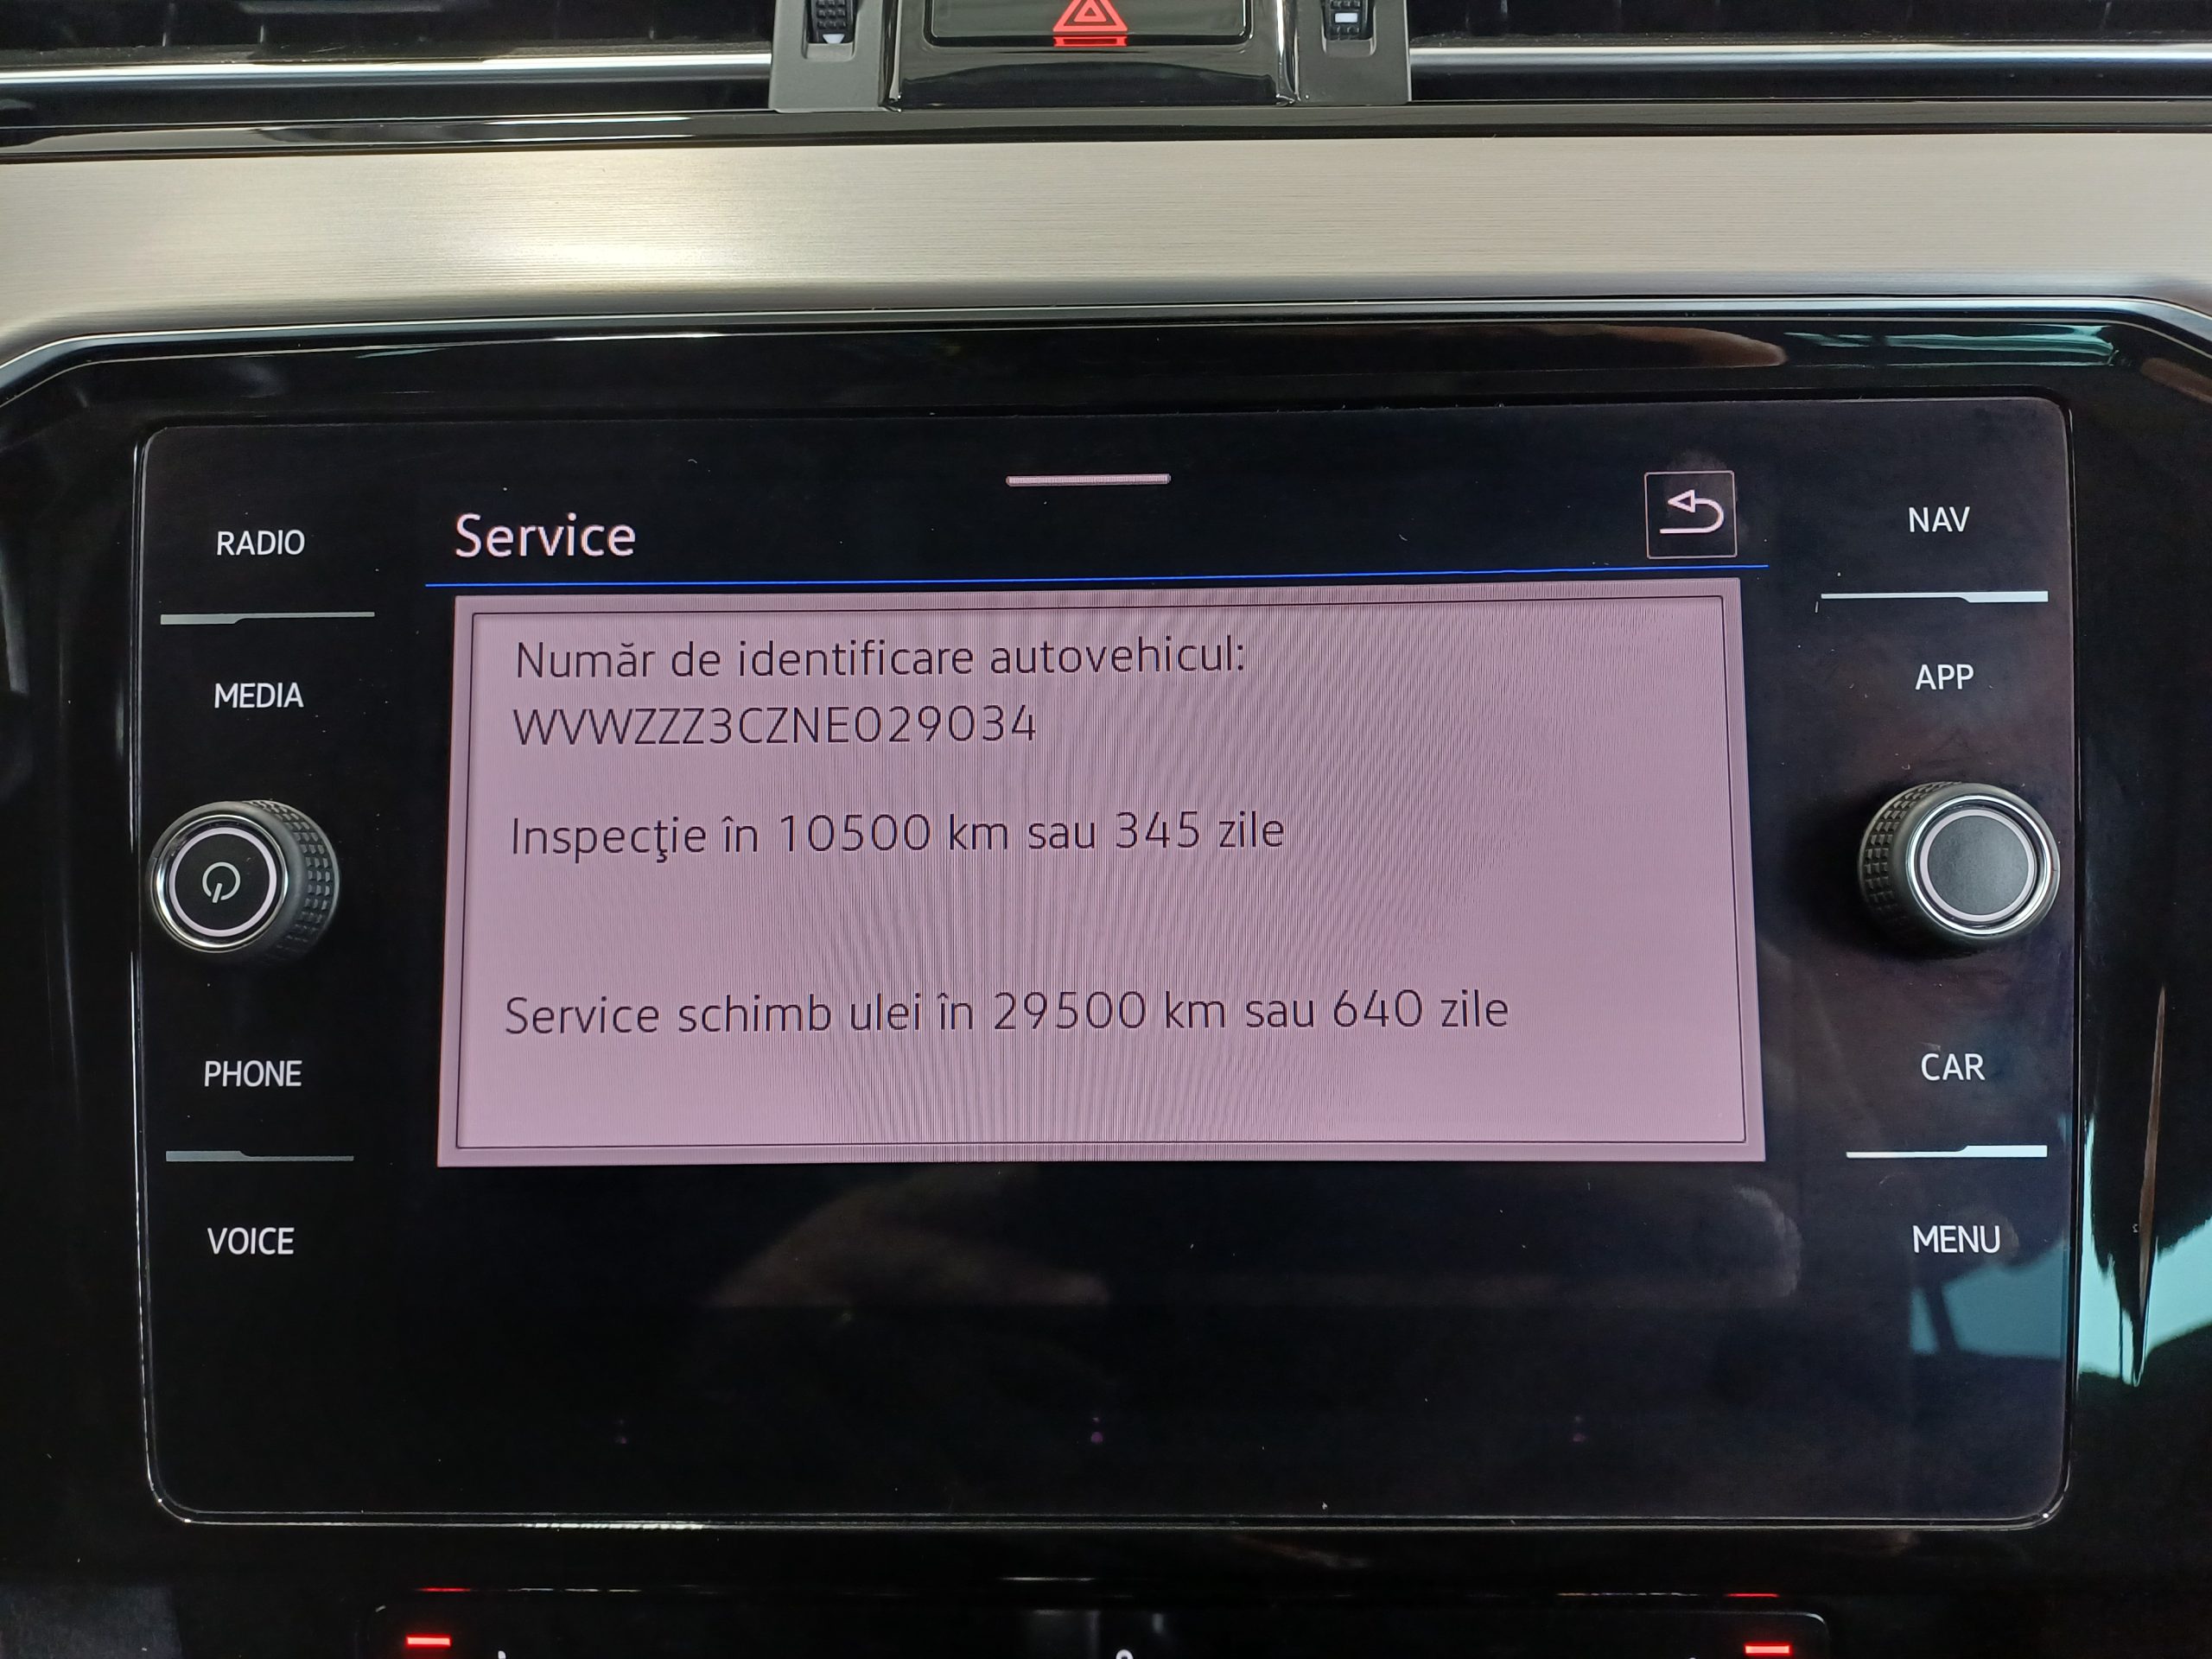 Service
RADIO
MEDIA
PHONE
VOICE
Număr de identificare autovehicul:
WVWZZZ3CZNE029034
Inspecţie în 10500 km sau 345 zile
Service schimb ulei în 29500 km sau 640 zile
NAV
APP
CAR
MENU